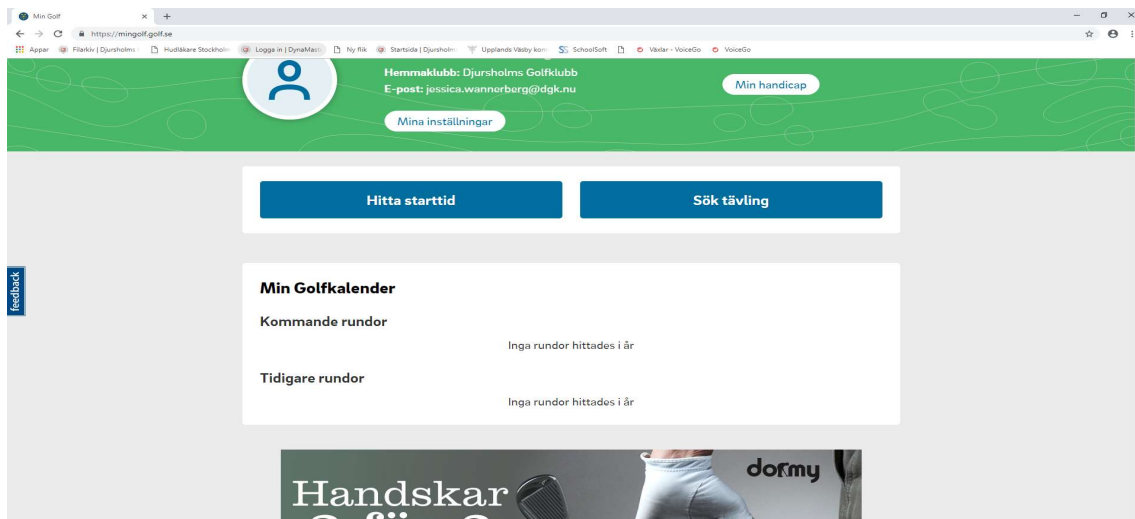 Min Golf
https://mingolf.golf.se
Appar Filarkiv | Djursholms Hudläkare Stockholm Logga in | DynaMast Ny flik Startsida | Djursholm Upplands Väsby kom SchoolSoft Växlar - VoiceGo VoiceGo
Hemmaklubb: Djursholms Golfklubb
E-post: jessica.wannerberg@dgk.nu
Min handicap
Mina inställningar
Hitta starttid
Sök tävling
feedback
Min Golfkalender
Kommande rundor
Inga rundor hittades i år
Tidigare rundor
Inga rundor hittades i år
dormy
Handskar